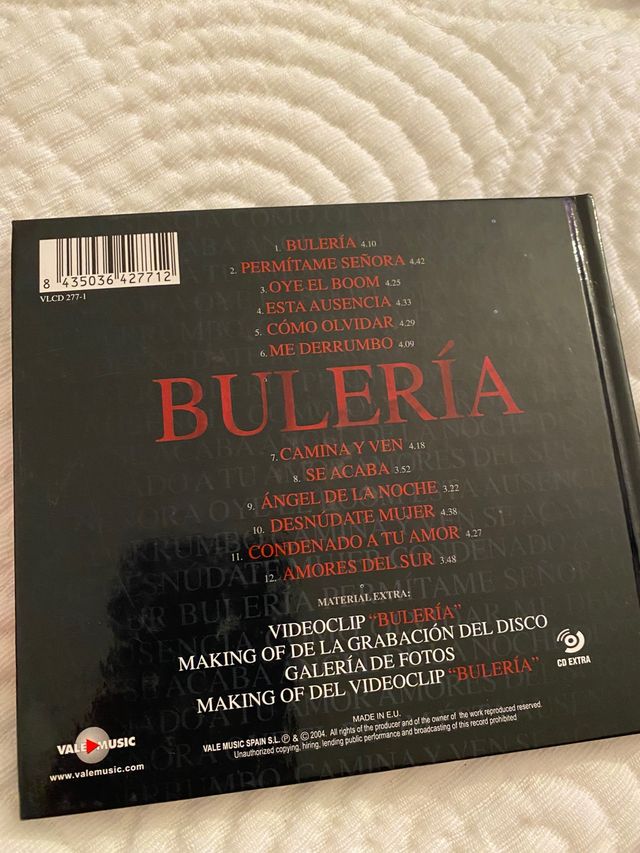 8 435036 427712
VLCD 277-1
1. BULERÍA 4.10
2. PERMÍTAME SEÑORA 4.42
3. OYE EL BOOM 4.25
4. ESTA AUSENCIA 4.33
5. CÓMO OLVIDAR 4.29
6. ME DERRUMBO 4.09
BULERÍA
7. CAMINA Y VEN 4.18
8. SE ACABA 3.52
9. ÁNGEL DE LA NOCHE 3.22
10. DESNÚDATE MUJER 4.38
11. CONDENADO A TU AMOR 4.27
12. AMORES DEL SUR 3.48
MATERIAL EXTRA:
VIDEOCLIP “BULERÍA”
MAKING OF DE LA GRABACIÓN DEL DISCO
GALERÍA DE FOTOS
MAKING OF DEL VIDEOCLIP “BULERÍA”
CD EXTRA
MADE IN E.U.
VALE MUSIC SPAIN S.L. ℗ & © 2004. All rights of the producer and of the owner of the work reproduced reserved.
Unauthorized copying, hiring, lending public performance and broadcasting of this record prohibited
VALE MUSIC
www.valemusic.com